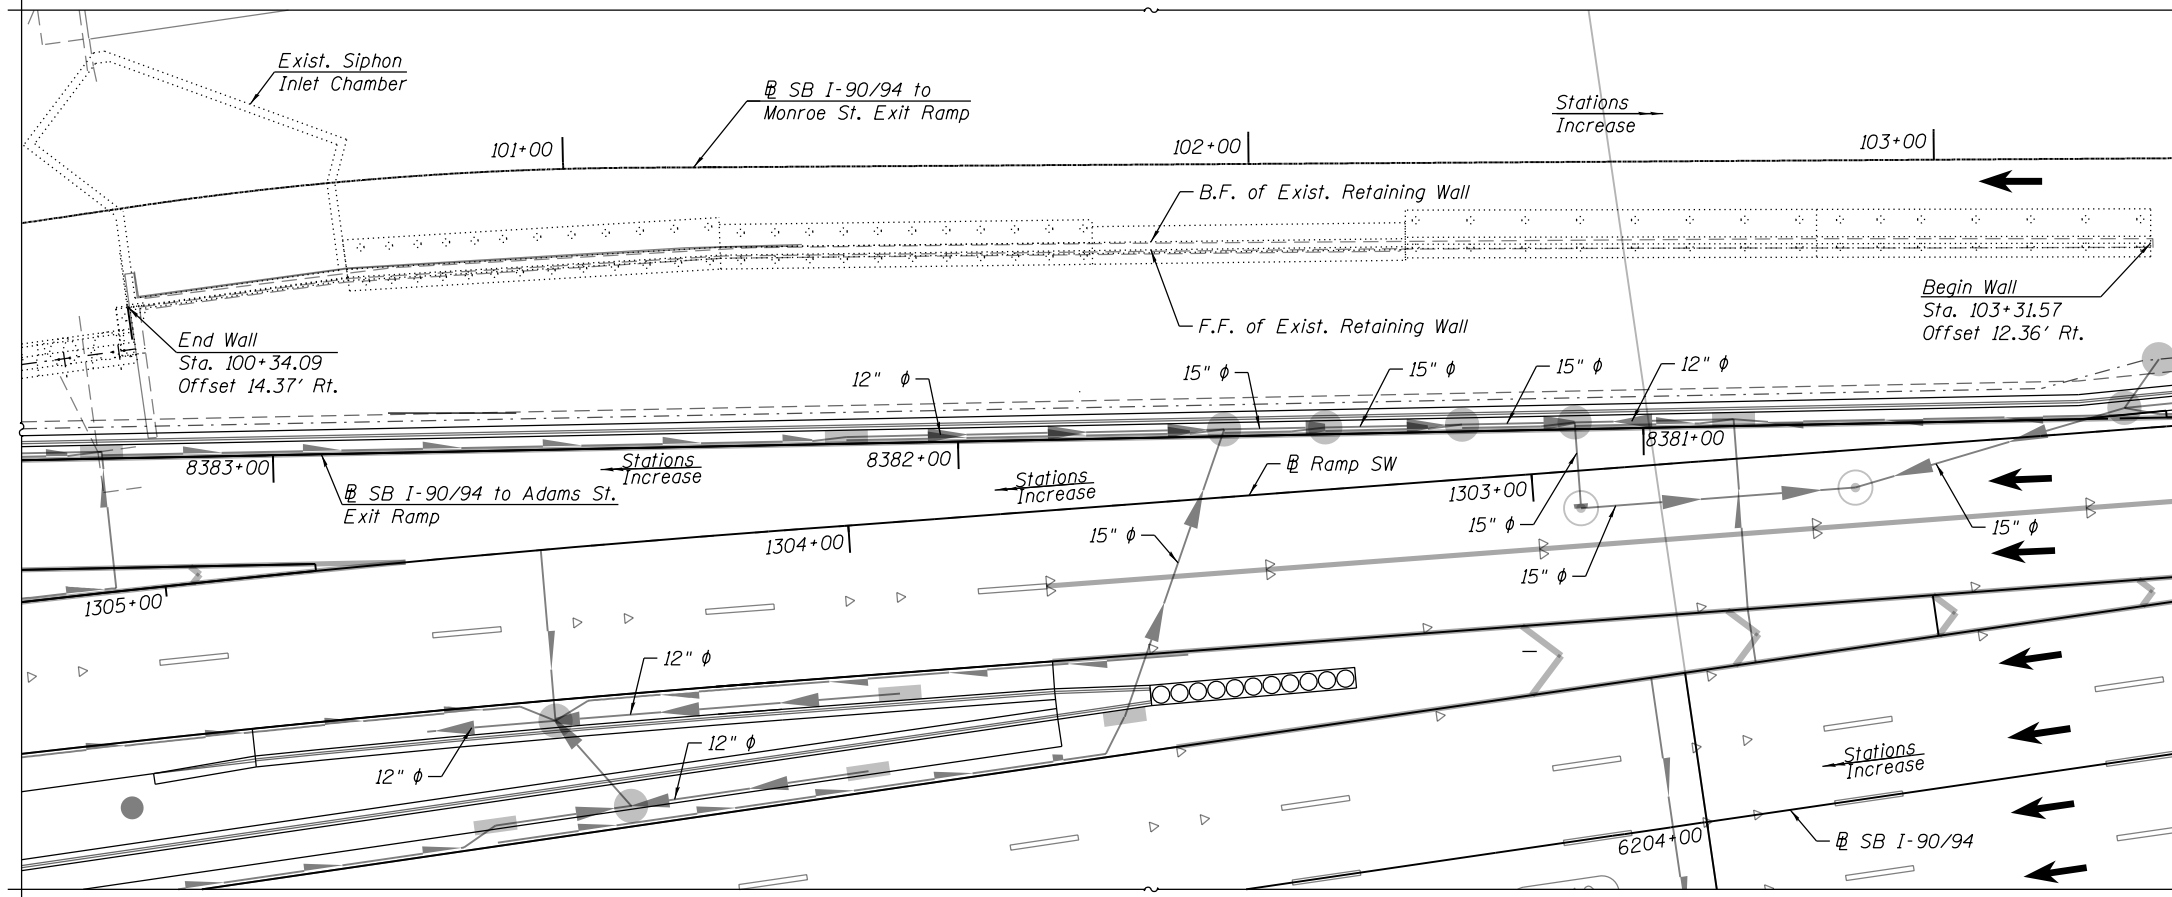 Exist. Siphon
Inlet Chamber
℄ SB I-90/94 to
Monroe St. Exit Ramp
Stations
Increase
101+00
102+00
103+00
B.F. of Exist. Retaining Wall
F.F. of Exist. Retaining Wall
Begin Wall
Sta. 103+31.57
Offset 12.36' Rt.
End Wall
Sta. 100+34.09
Offset 14.37' Rt.
12" ϕ
15" ϕ
15" ϕ
15" ϕ
12" ϕ
8383+00
8382+00
8381+00
Stations
Increase
Stations
Increase
℄ Ramp SW
℄ SB I-90/94 to Adams St.
Exit Ramp
1303+00
1304+00
1305+00
15" ϕ
15" ϕ
15" ϕ
15" ϕ
12" ϕ
12" ϕ
12" ϕ
Stations
Increase
6204+00
℄ SB I-90/94